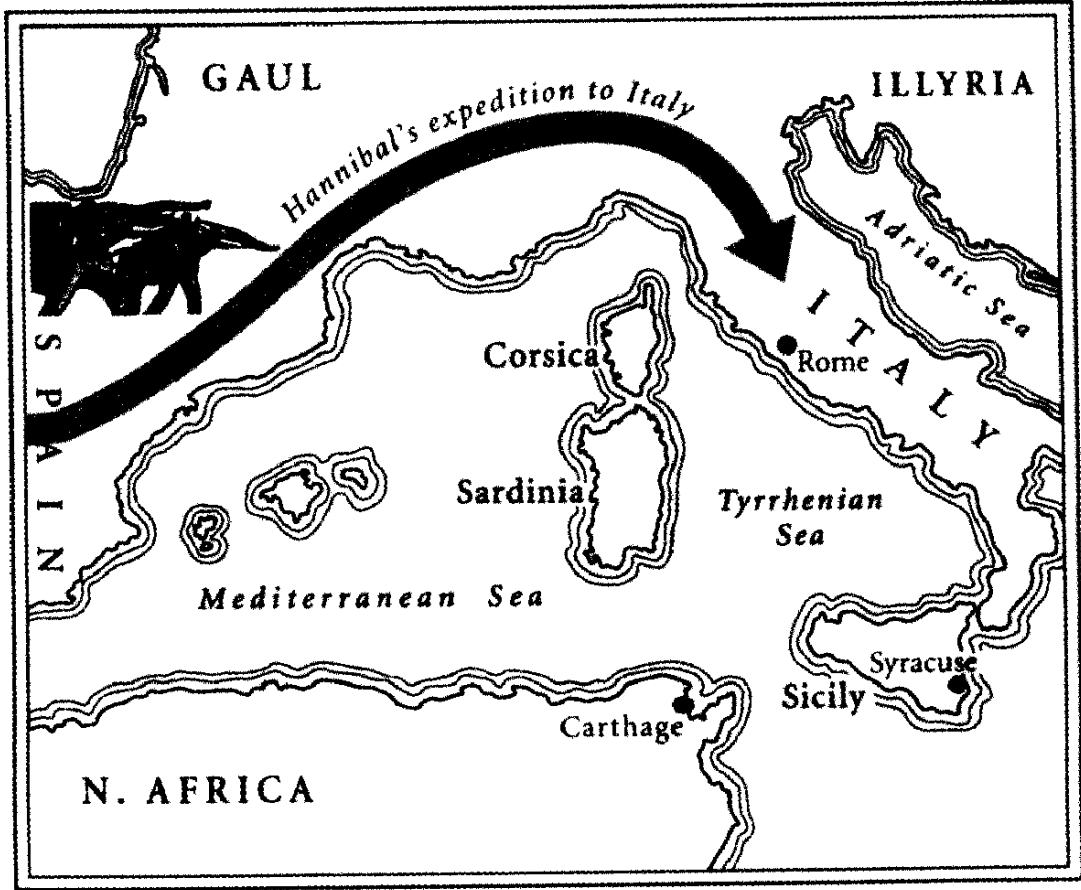 GAUL
ILLYRIA
Hannibal's expedition to Italy
Adriatic Sea
SPAIN
ITALY
Rome
Corsica
Sardinia
Tyrrhenian
Sea
Mediterranean Sea
Syracuse
Sicily
Carthage
N. AFRICA